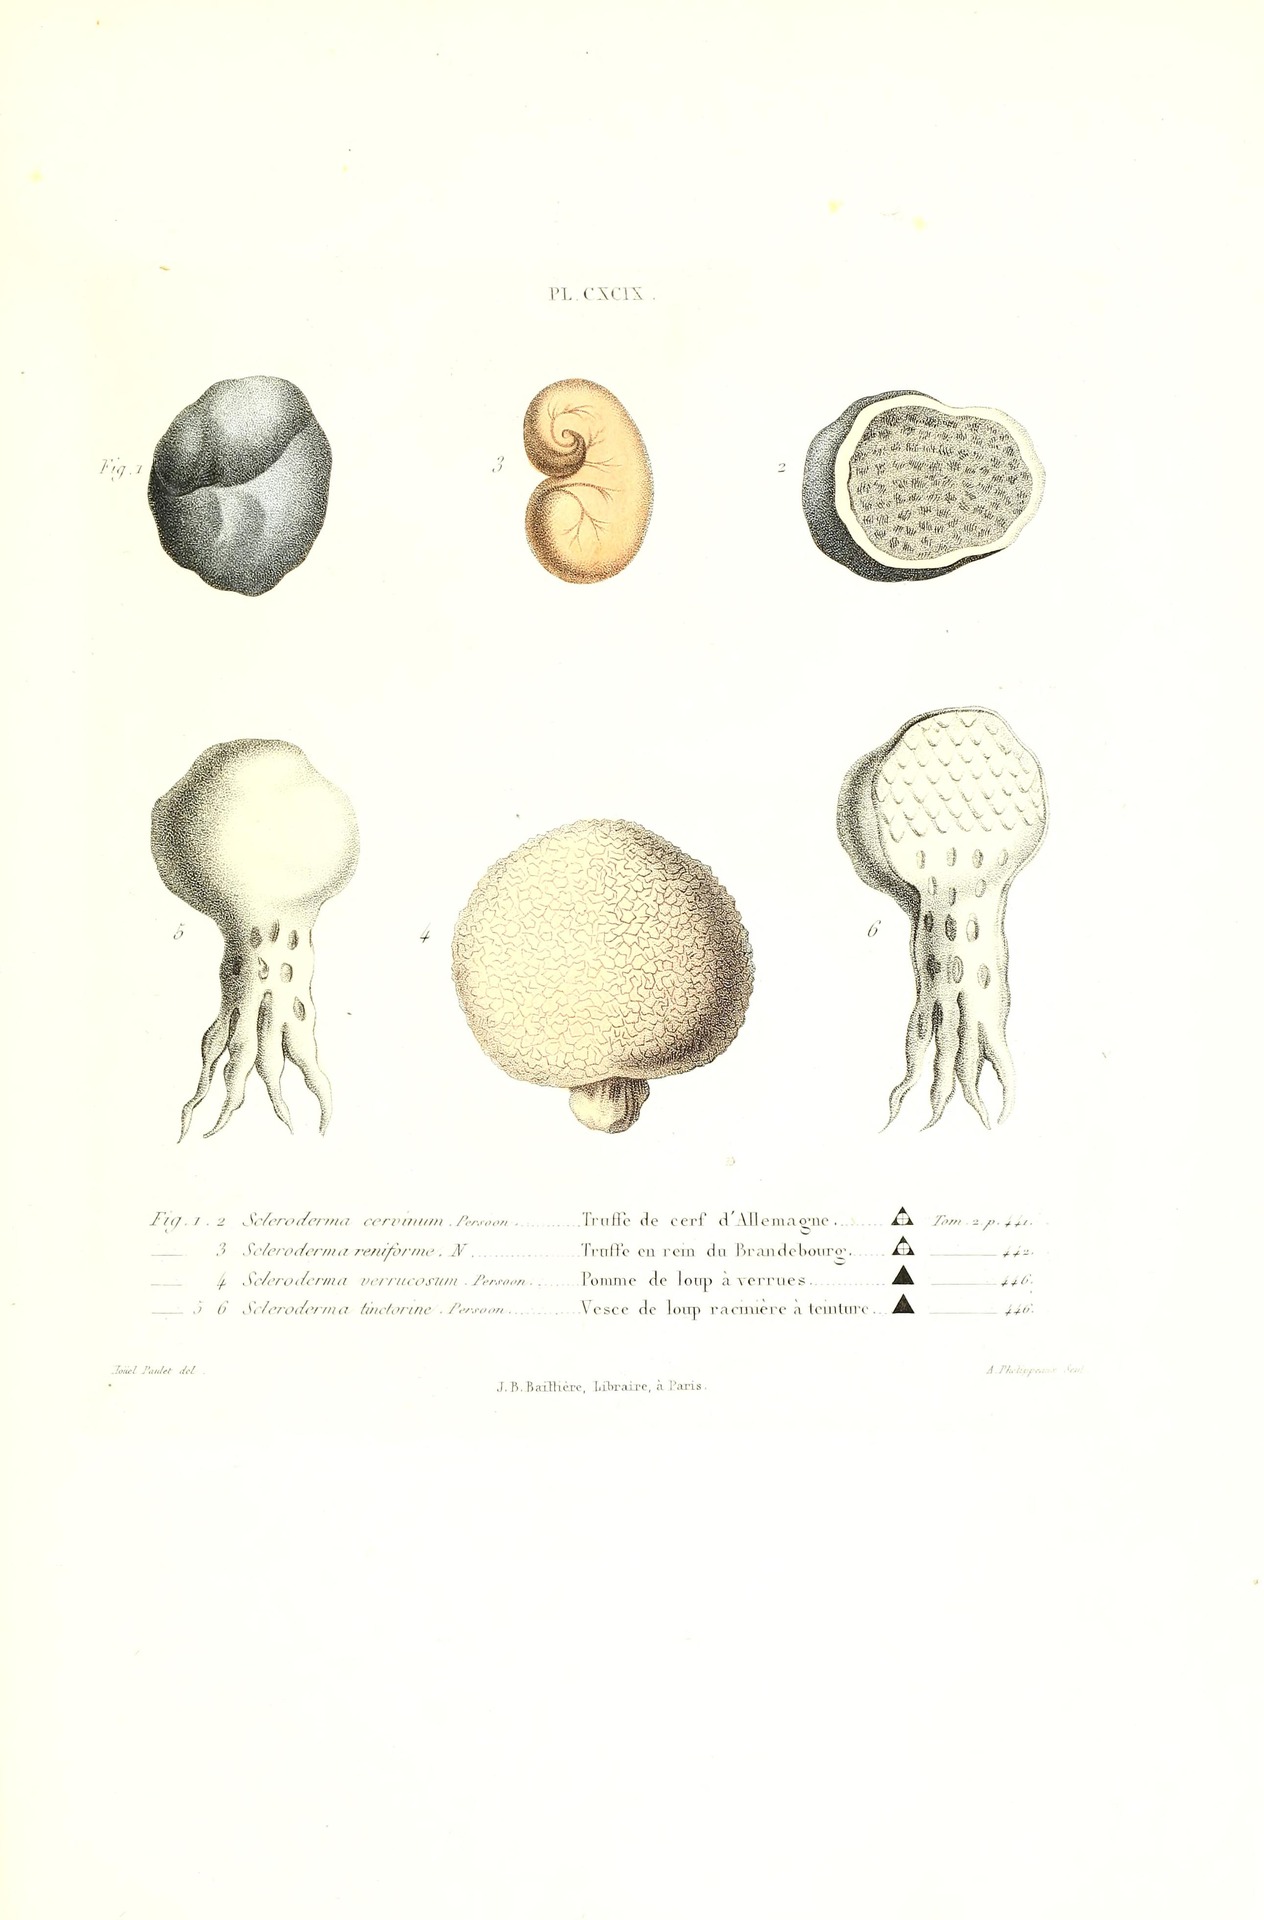 PL. CXCIX.
Fig. 1
3
2
5
4
6
Fig. 1. 2 Scleroderma cervinum. Persoon. Truffe de cerf d'Allemagne. Tom. 2. p. 441.
3 Scleroderma reniforme. N. Truffe en rein du Brandebourg. 442.
4 Scleroderma verrucosum. Persoon. Pomme de loup à verrues. 446.
5 6 Scleroderma tinctorine. Persoon. Vesce de loup racinière à teinture. 446.
Paulet del.
A. Phelippeaux Sculp.
J. B. Baillière, Libraire, à Paris.